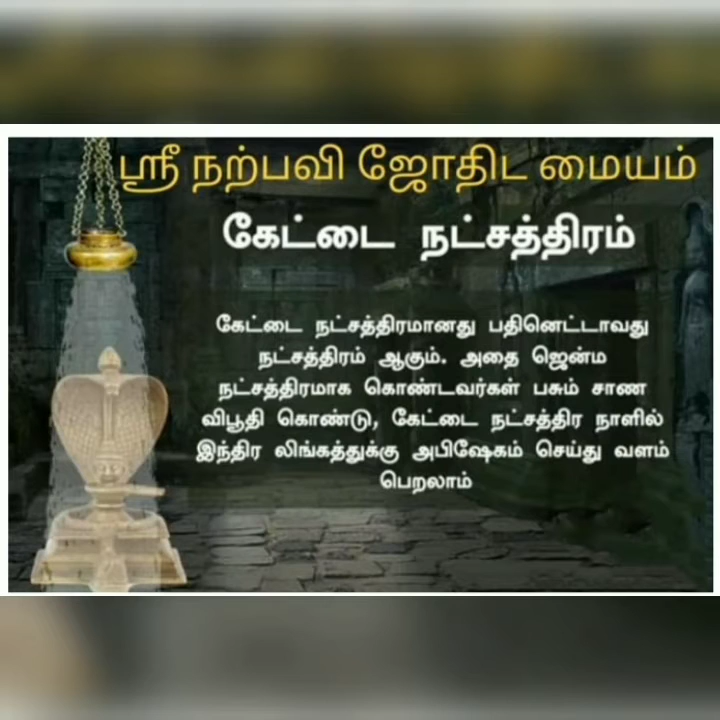 ஸ்ரீ நற்பவி ஜோதிட மையம்
கேட்டை நட்சத்திரம்
கேட்டை நட்சத்திரமானது பதினெட்டாவது
நட்சத்திரம் ஆகும். அதை ஜென்ம
நட்சத்திரமாக கொண்டவர்கள் பசும் சாண
விபூதி கொண்டு, கேட்டை நட்சத்திர நாளில்
இந்திர லிங்கத்துக்கு அபிஷேகம் செய்து வளம்
பெறலாம்